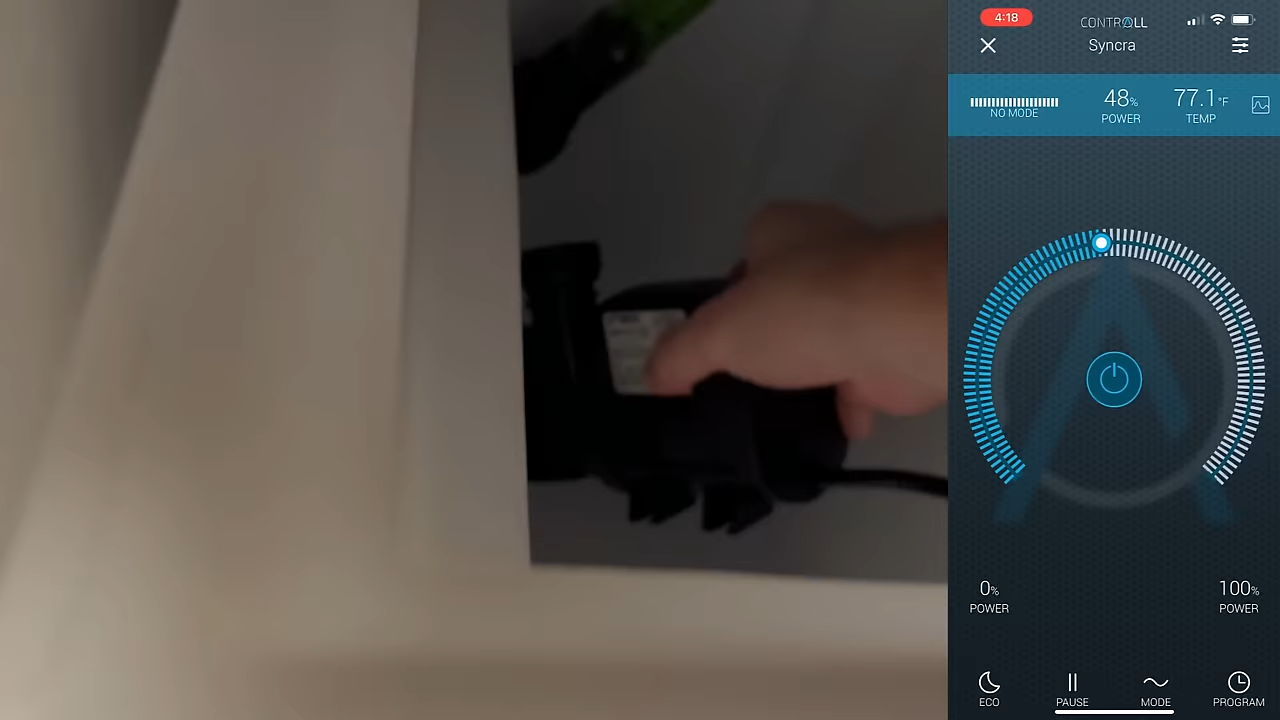 4:18
CONTROLL
Syncra
NO MODE
48%
POWER
77.1°F
TEMP
0%
POWER
100%
POWER
ECO
PAUSE
MODE
PROGRAM